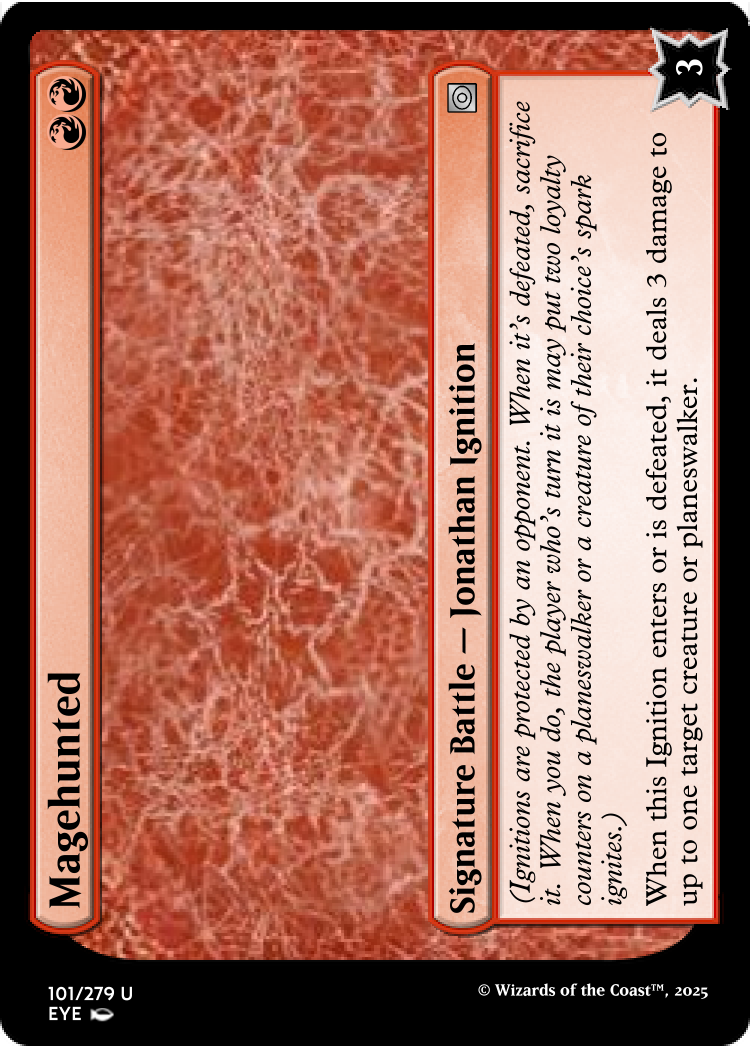 Magehunted
Signature Battle — Jonathan Ignition
(Ignitions are protected by an opponent. When it’s defeated, sacrifice
it. When you do, the player who’s turn it is may put two loyalty
counters on a planeswalker or a creature of their choice’s spark
ignites.)
When this Ignition enters or is defeated, it deals 3 damage to
up to one target creature or planeswalker.
3
101/279 U
EYE
© Wizards of the Coast™, 2025